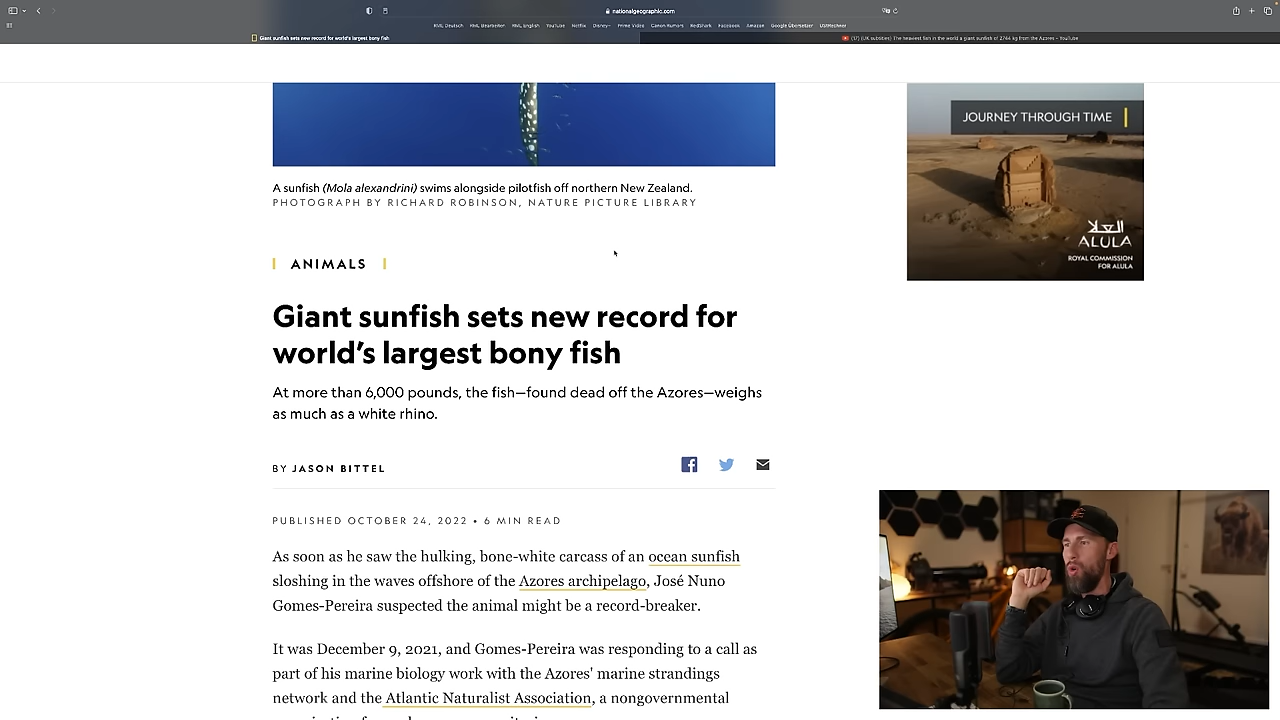 nationalgeographic.com
RML Deutsch RML Bearbeiten RML English YouTube Netflix Disney+ Prime Video Canon Rumors RedShark Facebook Amazon Google Übersetzer UStRechner
Giant sunfish sets new record for world's largest bony fish
(17) (UK subtitles) The heaviest fish in the world a giant sunfish of 2744 kg from the Azores - YouTube
JOURNEY THROUGH TIME
ALULA
ROYAL COMMISSION
FOR ALULA
A sunfish (Mola alexandrini) swims alongside pilotfish off northern New Zealand.
PHOTOGRAPH BY RICHARD ROBINSON, NATURE PICTURE LIBRARY
ANIMALS
Giant sunfish sets new record for
world's largest bony fish
At more than 6,000 pounds, the fish—found dead off the Azores—weighs
as much as a white rhino.
BY JASON BITTEL
PUBLISHED OCTOBER 24, 2022 • 6 MIN READ
As soon as he saw the hulking, bone-white carcass of an ocean sunfish
sloshing in the waves offshore of the Azores archipelago, José Nuno
Gomes-Pereira suspected the animal might be a record-breaker.
It was December 9, 2021, and Gomes-Pereira was responding to a call as
part of his marine biology work with the Azores' marine strandings
network and the Atlantic Naturalist Association, a nongovernmental